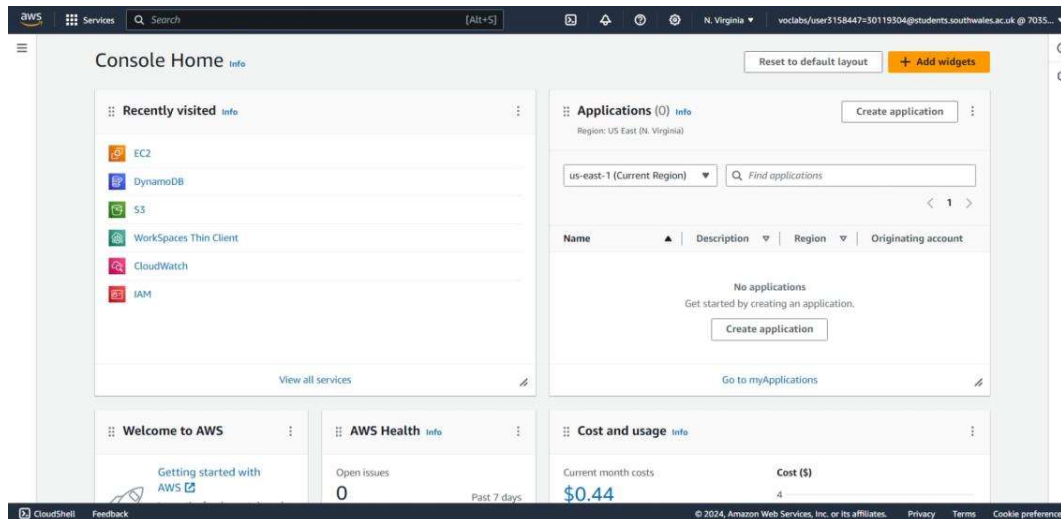 aws Services Search [Alt+S] N. Virginia voclabs/user3158447=30119304@students.southwales.ac.uk @ 7035...
Console Home Info
Reset to default layout
+ Add widgets
Recently visited Info
EC2
DynamoDB
S3
WorkSpaces Thin Client
CloudWatch
IAM
View all services
Applications (0) Info
Create application
Region: US East (N. Virginia)
us-east-1 (Current Region)
Find applications
1
Name Description Region Originating account
No applications
Get started by creating an application.
Create application
Go to myApplications
Welcome to AWS
Getting started with
AWS
AWS Health Info
Open issues
0 Past 7 days
Cost and usage Info
Current month costs
$0.44
Cost ($)
4
CloudShell Feedback © 2024, Amazon Web Services, Inc. or its affiliates. Privacy Terms Cookie preference